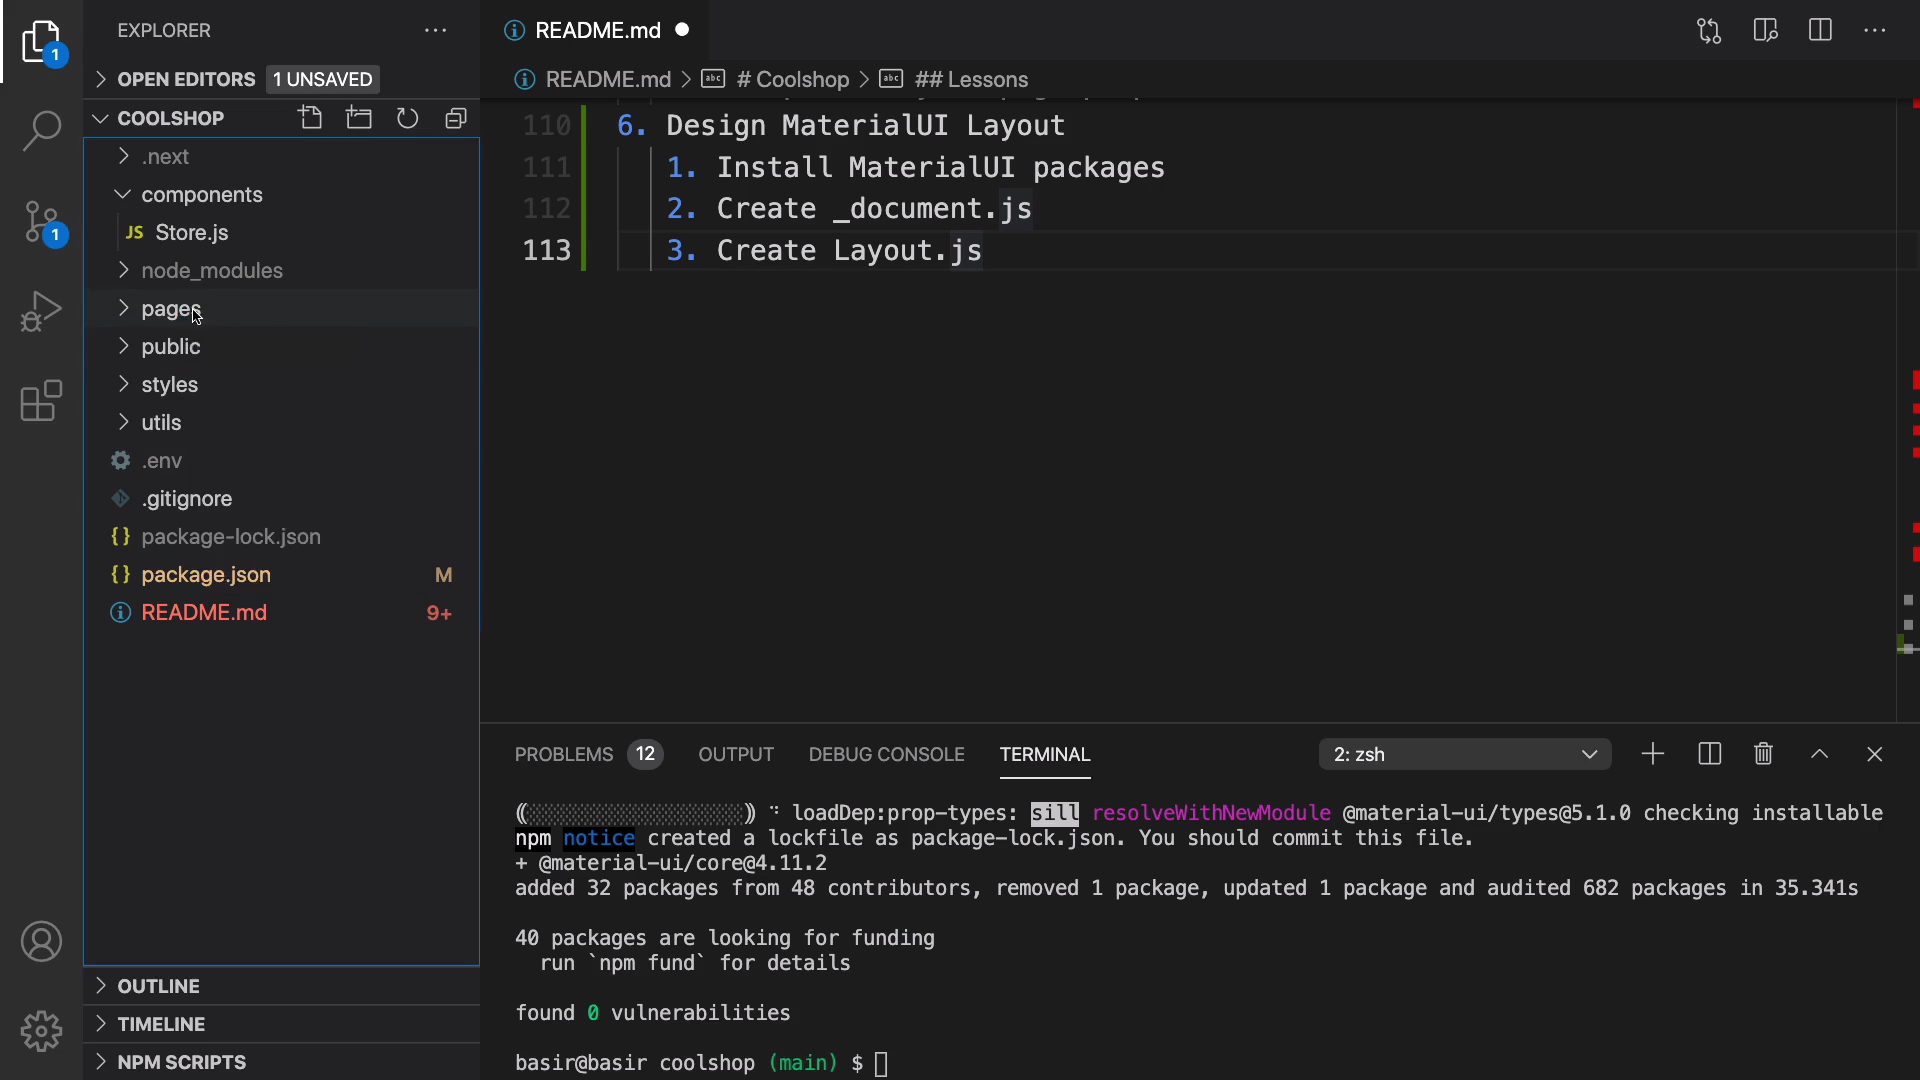 EXPLORER
OPEN EDITORS 1 UNSAVED
COOLSHOP
.next
components
JS Store.js
node_modules
pages
public
styles
utils
.env
.gitignore
{} package-lock.json
{} package.json M
README.md 9+
OUTLINE
TIMELINE
NPM SCRIPTS
1
1
README.md
README.md > abc # Coolshop > abc ## Lessons
110 6. Design MaterialUI Layout
111 1. Install MaterialUI packages
112 2. Create _document.js
113 3. Create Layout.js
PROBLEMS 12 OUTPUT DEBUG CONSOLE TERMINAL 2: zsh
loadDep:prop-types: sill resolveWithNewModule @material-ui/types@5.1.0 checking installable
npm notice created a lockfile as package-lock.json. You should commit this file.
+ @material-ui/core@4.11.2
added 32 packages from 48 contributors, removed 1 package, updated 1 package and audited 682 packages in 35.341s
40 packages are looking for funding
run `npm fund` for details
found 0 vulnerabilities
basir@basir coolshop (main) $